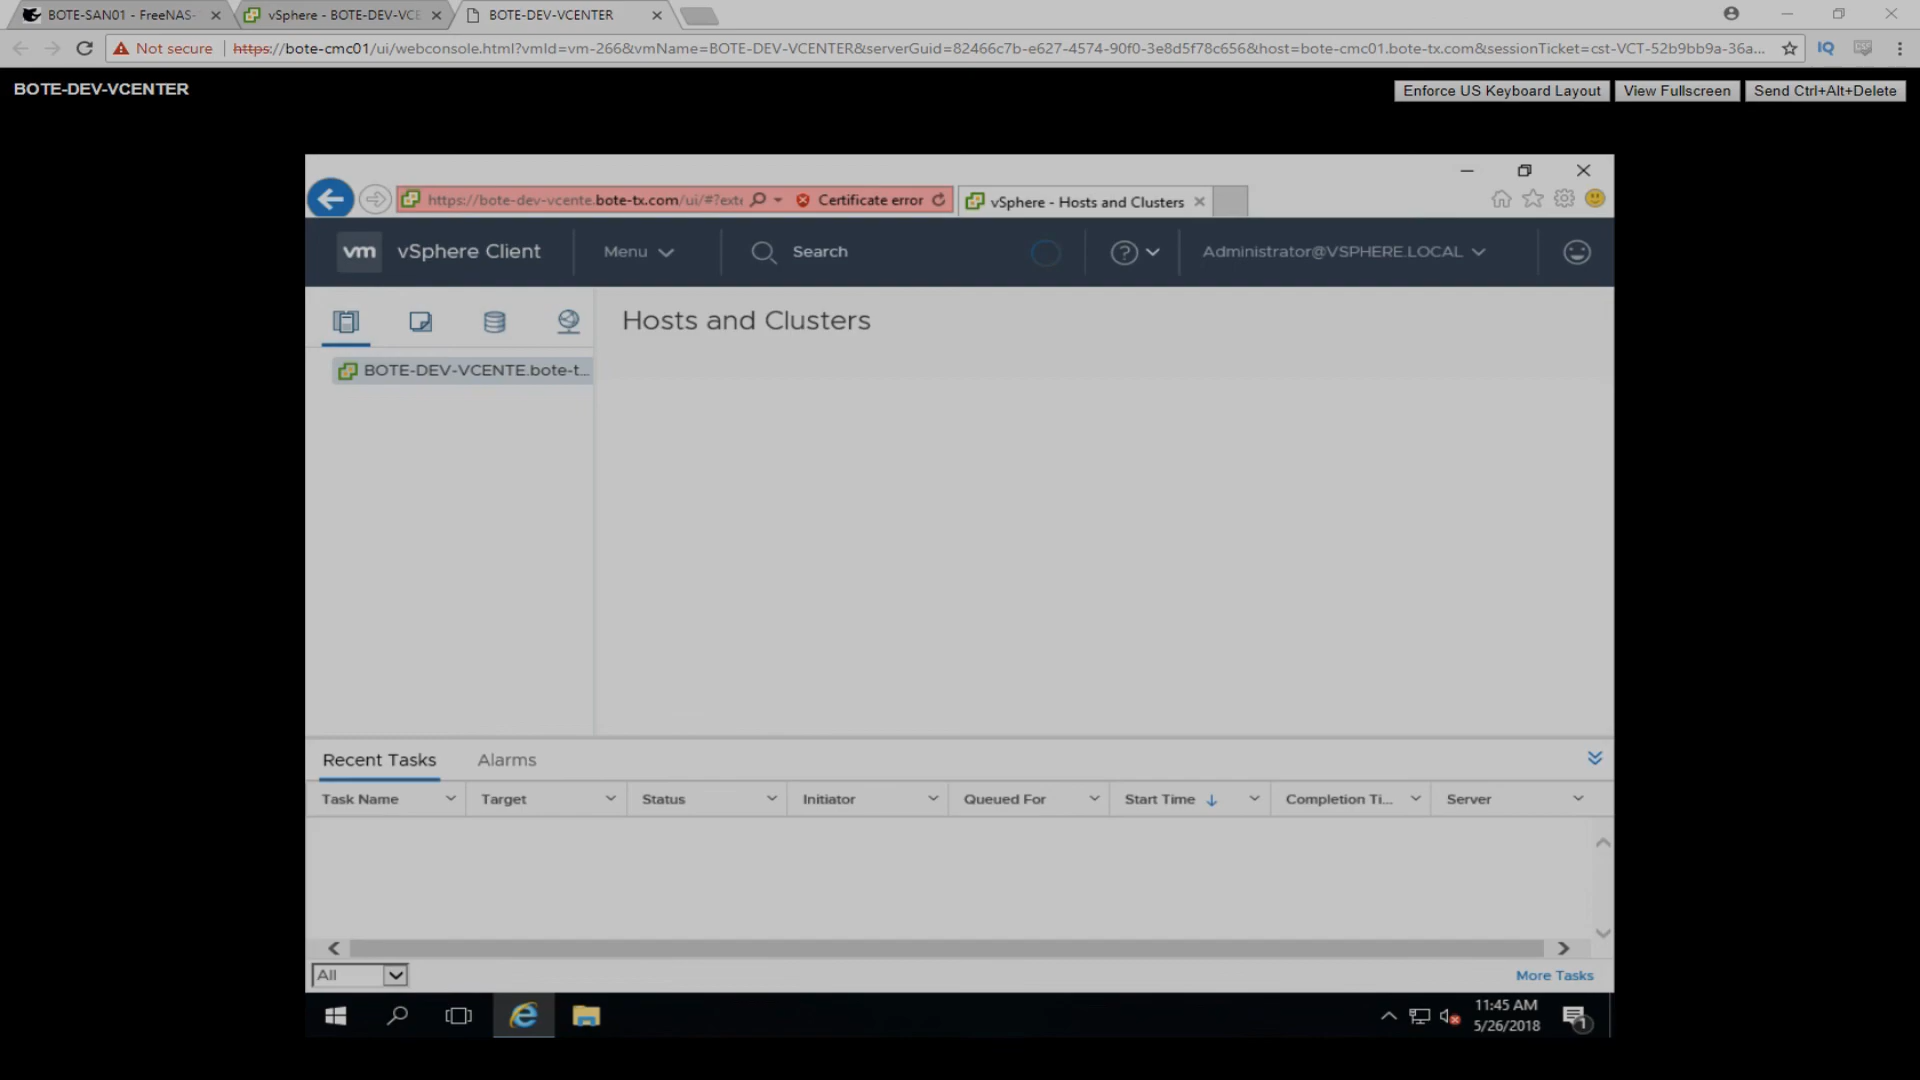 BOTE-SAN01 - FreeNAS-
vSphere - BOTE-DEV-VCE
BOTE-DEV-VCENTER
Not secure
https://bote-cmc01/ui/webconsole.html?vmId=vm-266&vmName=BOTE-DEV-VCENTER&serverGuid=82466c7b-e627-4574-90f0-3e8d5f78c656&host=bote-cmc01.bote-tx.com&sessionTicket=cst-VCT-52b9bb9a-36a...
IQ
BOTE-DEV-VCENTER
Enforce US Keyboard Layout
View Fullscreen
Send Ctrl+Alt+Delete
https://bote-dev-vcente.bote-tx.com/ui/#?exte
Certificate error
vSphere - Hosts and Clusters
vm
vSphere Client
Menu
Search
?
Administrator@VSPHERE.LOCAL
Hosts and Clusters
BOTE-DEV-VCENTE.bote-t...
Recent Tasks
Alarms
Task Name
Target
Status
Initiator
Queued For
Start Time
Completion Ti...
Server
All
More Tasks
11:45 AM
5/26/2018
1